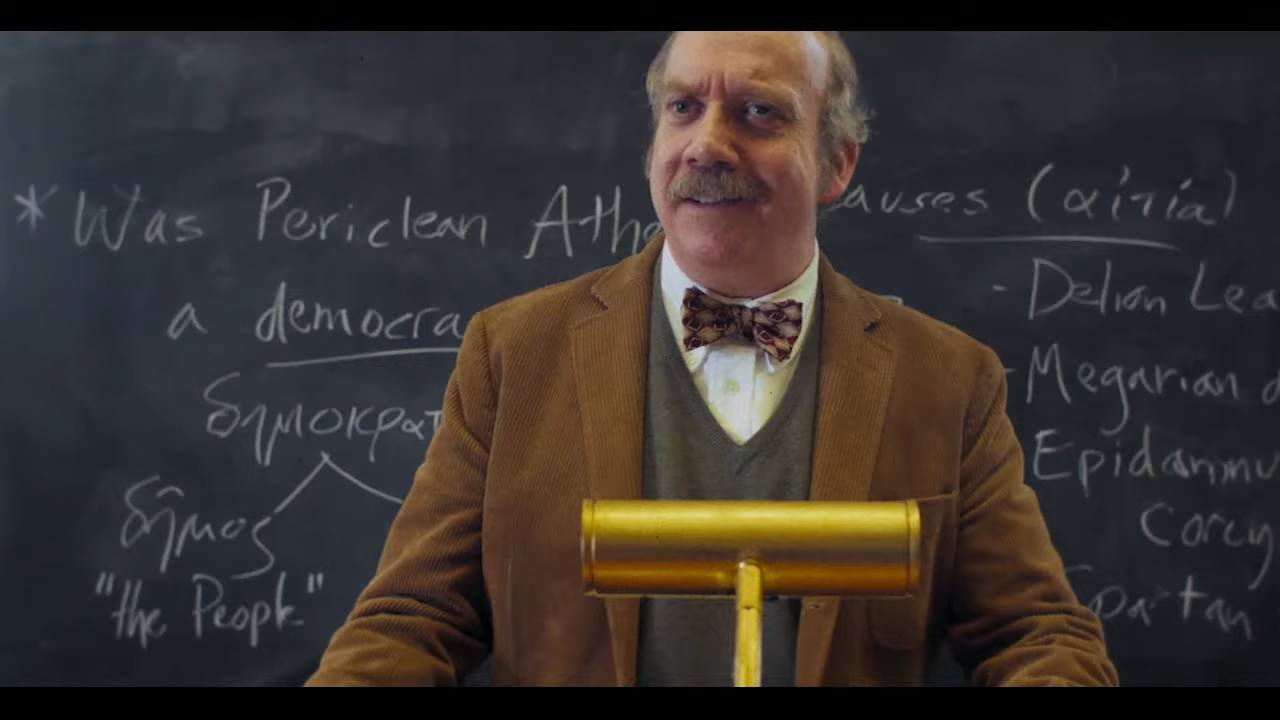 * Was Periclean Athe
a democra
δημοκρατ
δῆμος
"the People"
auses (αἰτία)
- Delian Lea
- Megarian d
Epidamnu
Corcy
Spartan